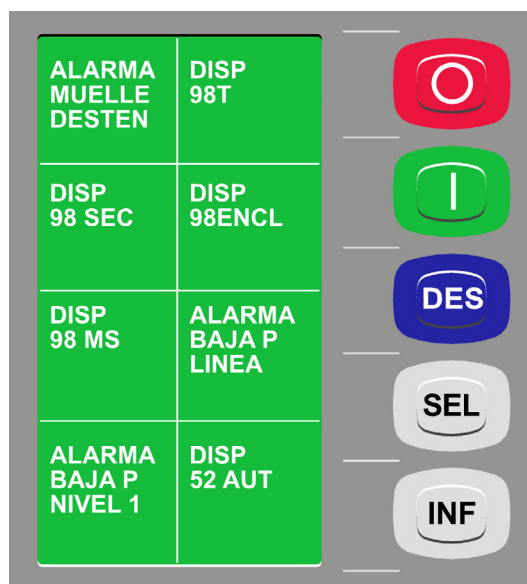 ALARMA
MUELLE
DESTEN
DISP
98T
DISP
98 SEC
DISP
98ENCL
DISP
98 MS
ALARMA
BAJA P
LINEA
ALARMA
BAJA P
NIVEL 1
DISP
52 AUT
O
I
DES
SEL
INF